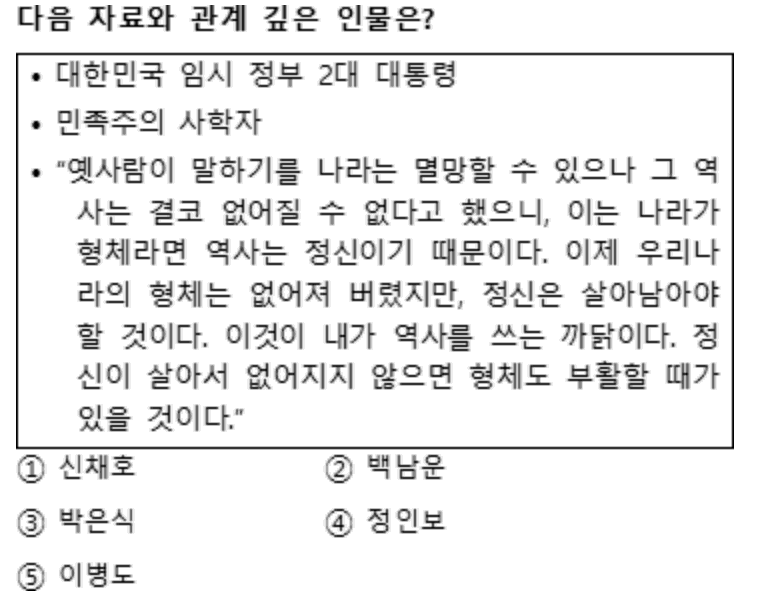 다음 자료와 관계 깊은 인물은?
• 대한민국 임시 정부 2대 대통령
• 민족주의 사학자
• “옛사람이 말하기를 나라는 멸망할 수 있으나 그 역
사는 결코 없어질 수 없다고 했으니, 이는 나라가
형체라면 역사는 정신이기 때문이다. 이제 우리나
라의 형체는 없어져 버렸지만, 정신은 살아남아야
할 것이다. 이것이 내가 역사를 쓰는 까닭이다. 정
신이 살아서 없어지지 않으면 형체도 부활할 때가
있을 것이다.”
① 신채호 ② 백남운
③ 박은식 ④ 정인보
⑤ 이병도